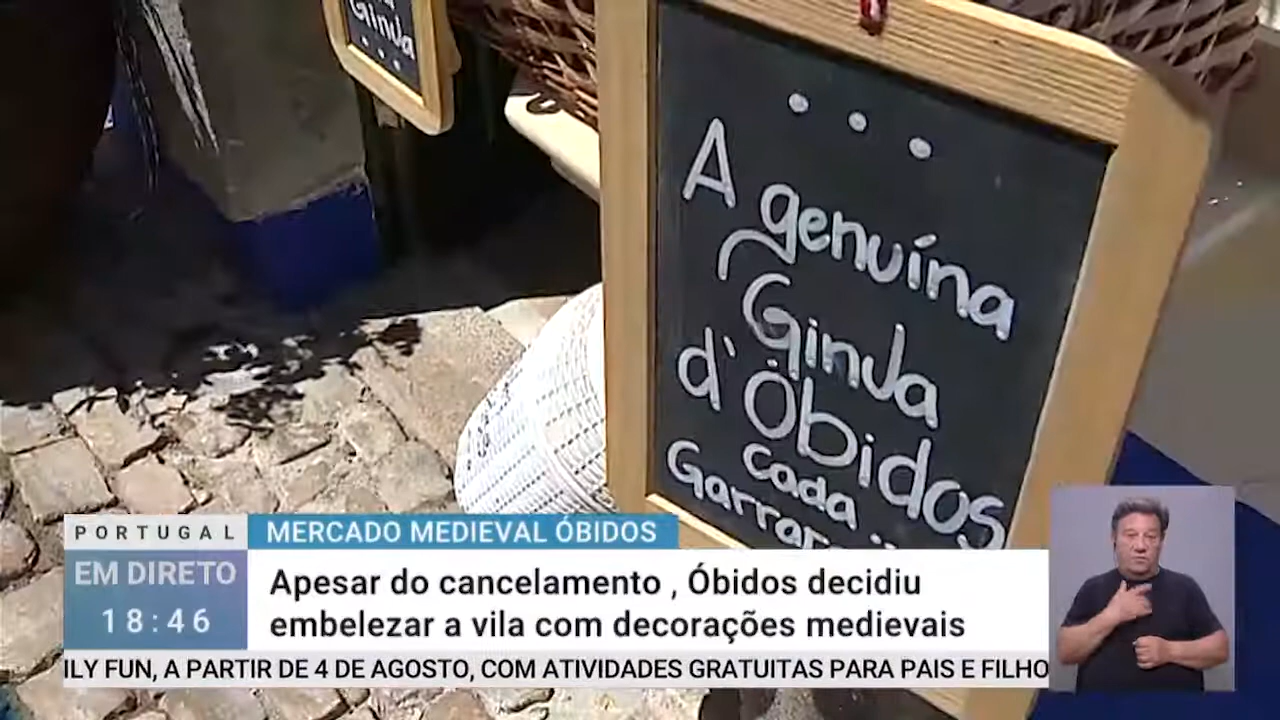 Ginja
A genuína
Ginja
d'Óbidos
cada
PORTUGAL
EM DIRETO
18:46
MERCADO MEDIEVAL ÓBIDOS
Apesar do cancelamento , Óbidos decidiu
embelezar a vila com decorações medievais
ILY FUN, A PARTIR DE 4 DE AGOSTO, COM ATIVIDADES GRATUITAS PARA PAIS E FILHO